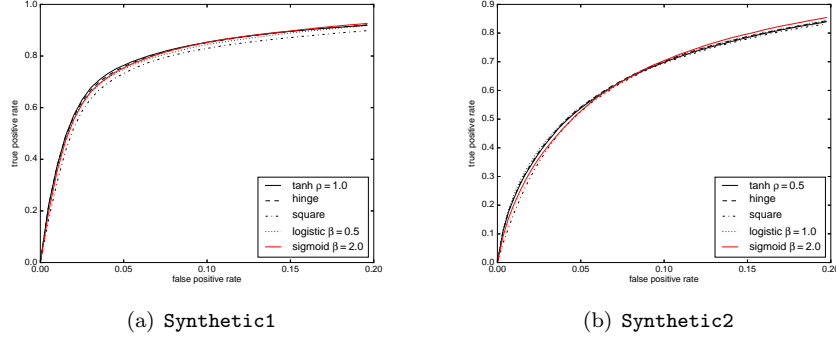 1.0
0.8
0.6
0.4
0.2
0.0
true positive rate
0.00 0.05 0.10 0.15 0.20
false positive rate
tanh ρ = 1.0
hinge
square
logistic β = 0.5
sigmoid β = 2.0
(a) Synthetic1
0.9
0.8
0.7
0.6
0.5
0.4
0.3
0.2
0.1
0.0
true positive rate
0.00 0.05 0.10 0.15 0.20
false positive rate
tanh ρ = 0.5
hinge
square
logistic β = 1.0
sigmoid β = 2.0
(b) Synthetic2